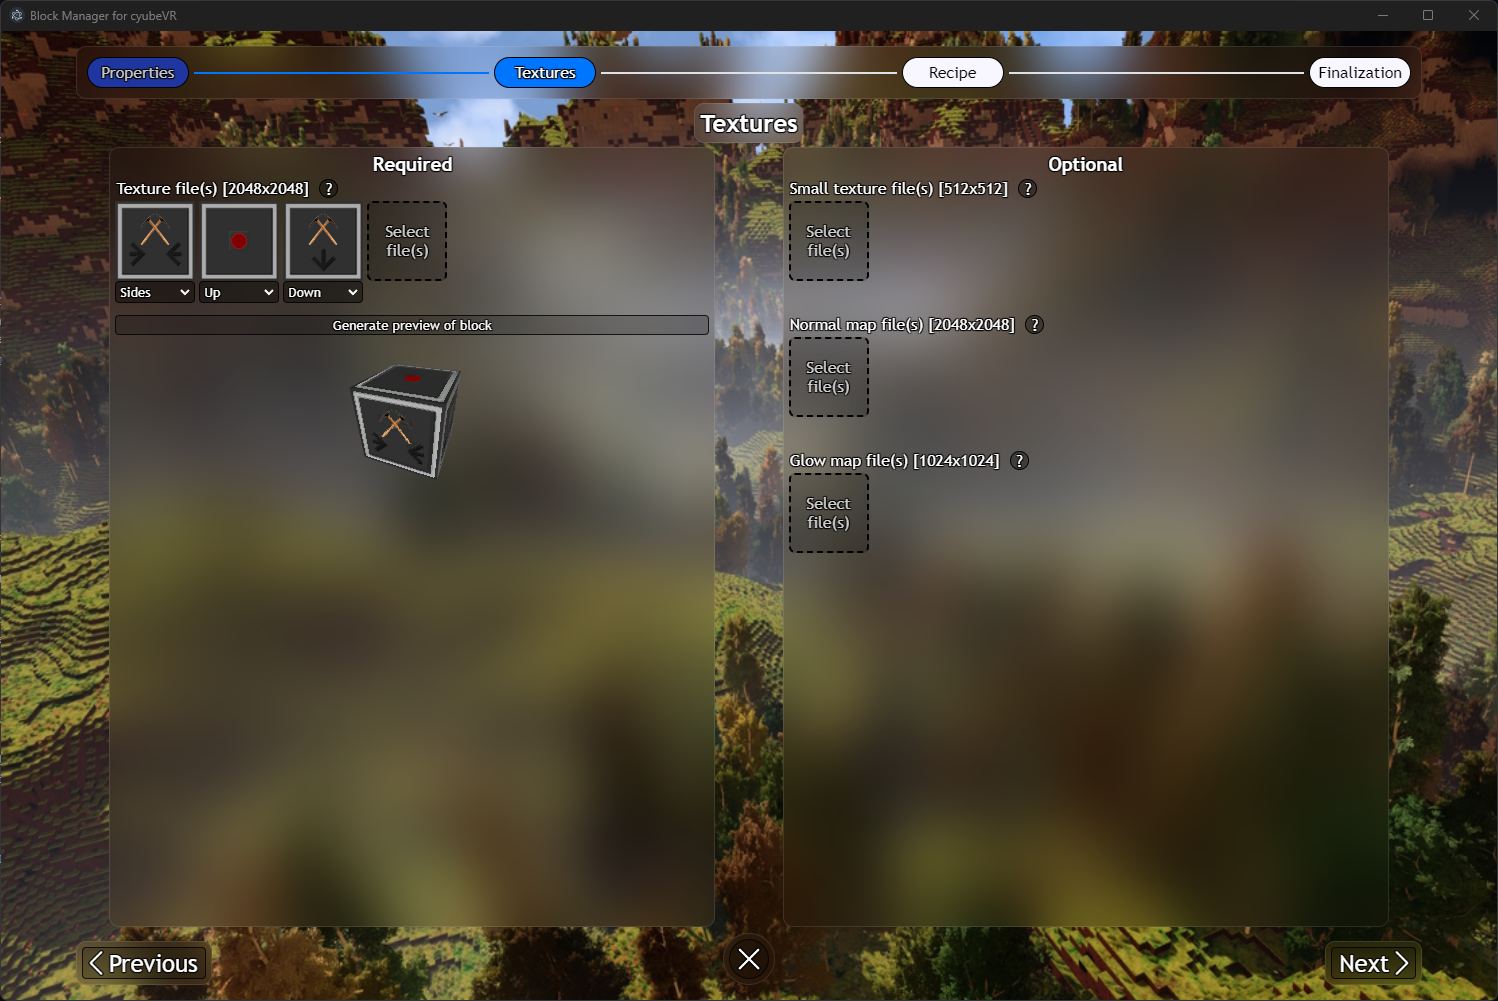 Block Manager for cyubeVR
Properties
Textures
Recipe
Finalization
Textures
Required
Texture file(s) [2048x2048] ?
Select
file(s)
Sides
Up
Down
Generate preview of block
Optional
Small texture file(s) [512x512] ?
Select
file(s)
Normal map file(s) [2048x2048] ?
Select
file(s)
Glow map file(s) [1024x1024] ?
Select
file(s)
Previous
Next